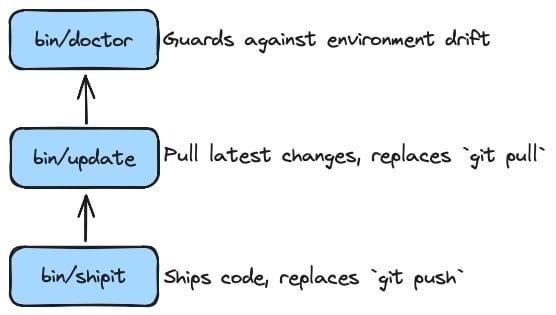 bin/doctor Guards against environment drift
bin/update Pull latest changes, replaces `git pull`
bin/shipit Ships code, replaces `git push`